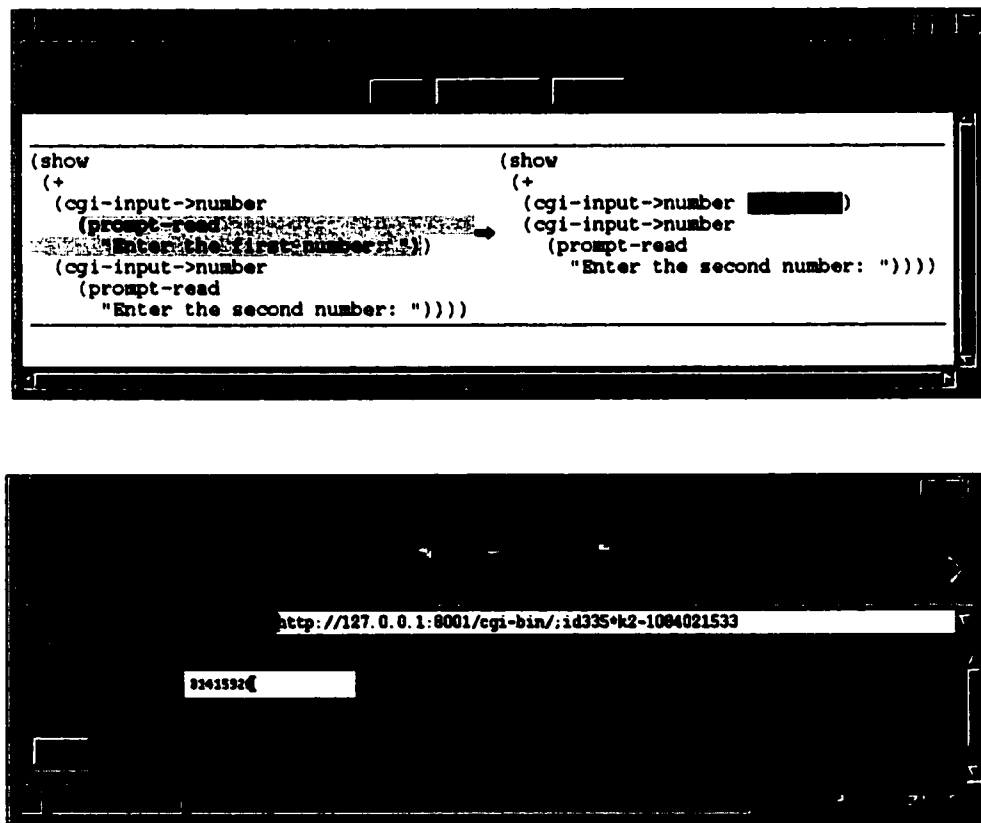 (show
 (+
  (cgi-input->number
    (prompt-read
      "Enter the first number: "))
  (cgi-input->number
    (prompt-read
      "Enter the second number: "))))
(show
 (+
  (cgi-input->number
  (cgi-input->number
    (prompt-read
      "Enter the second number: "))))
http://127.0.0.1:8001/cgi-bin/;id335*k2-1084021533